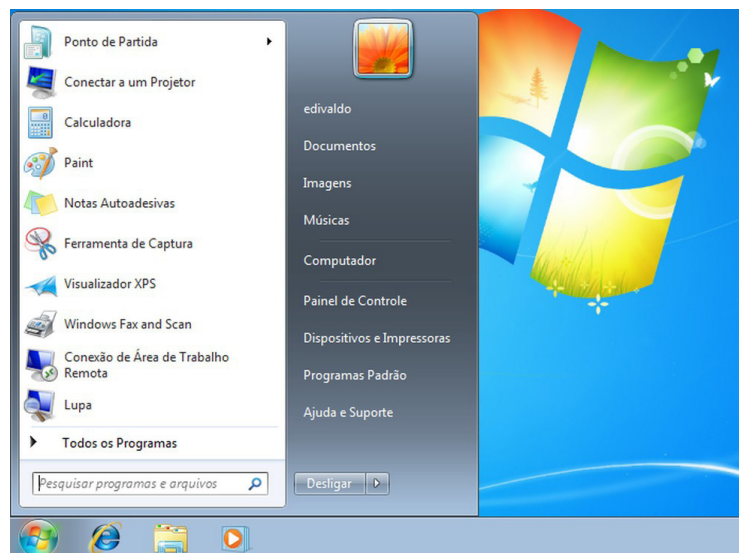 Ponto de Partida
Conectar a um Projetor
Calculadora
Paint
Notas Autoadesivas
Ferramenta de Captura
Visualizador XPS
Windows Fax and Scan
Conexão de Área de Trabalho
Remota
Lupa
Todos os Programas
Pesquisar programas e arquivos
edivaldo
Documentos
Imagens
Músicas
Computador
Painel de Controle
Dispositivos e Impressoras
Programas Padrão
Ajuda e Suporte
Desligar